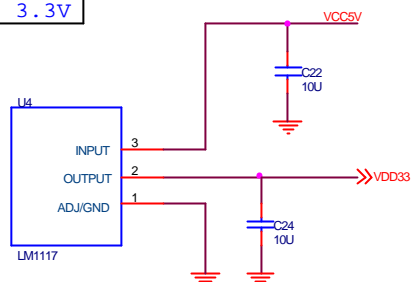 3.3V
VCC5V
C22
10U
U4
INPUT
3
OUTPUT
2
VDD33
ADJ/GND
1
C24
10U
LM1117